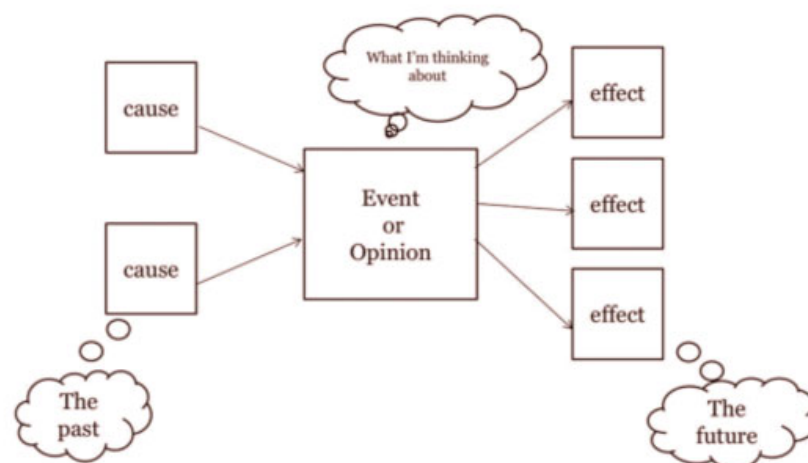 What I'm thinking
about
cause
effect
Event
or
Opinion
effect
cause
effect
The
past
The
future